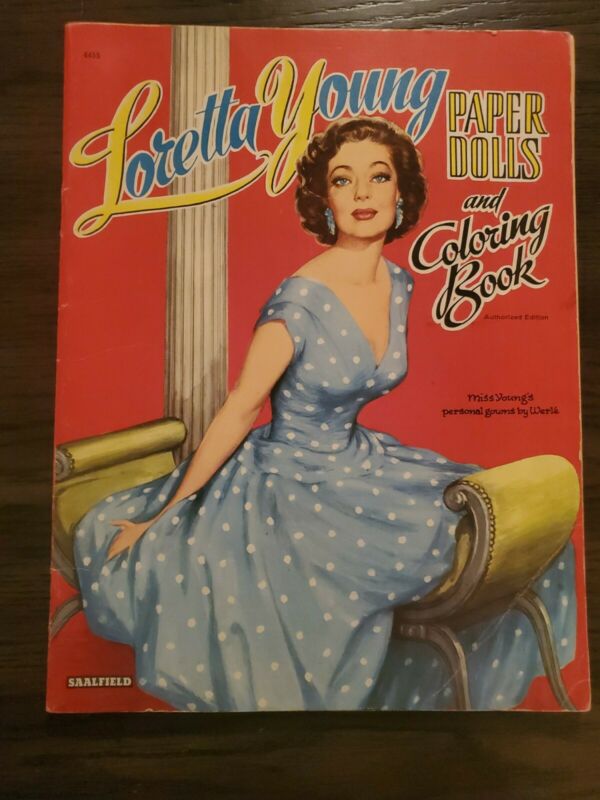 4455
Loretta Young
PAPER
DOLLS
and
Coloring
Book
Authorized Edition
Miss Young's
personal gowns by Werlé
SAALFIELD